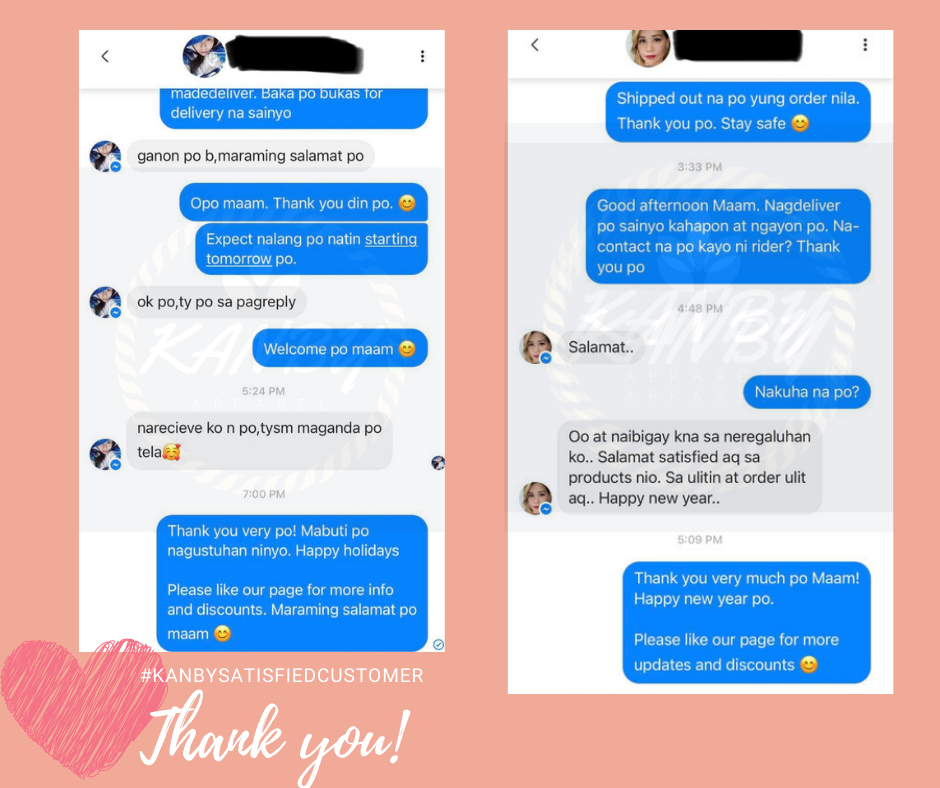 madedeliver. Baka po bukas for
delivery na sainyo
ganon po b,maraming salamat po
Opo maam. Thank you din po. 😊
Expect nalang po natin starting
tomorrow po.
ok po,ty po sa pagreply
Welcome po maam 😊
5:24 PM
narecieve ko n po,tysm maganda po
tela🥰
7:00 PM
Thank you very po! Mabuti po
nagustuhan ninyo. Happy holidays
Please like our page for more info
and discounts. Maraming salamat po
maam 😊
KANBY
#KANBYSATISFIEDCUSTOMER
Thank you!
Shipped out na po yung order nila.
Thank you po. Stay safe 😊
3:33 PM
Good afternoon Maam. Nagdeliver
po sainyo kahapon at ngayon po. Na-
contact na po kayo ni rider? Thank
you po
4:48 PM
Salamat..
Nakuha na po?
Oo at naibigay kna sa neregaluhan
ko.. Salamat satisfied aq sa
products nio. Sa ulitin at order ulit
aq.. Happy new year..
5:09 PM
Thank you very much po Maam!
Happy new year po.
Please like our page for more
updates and discounts 😊
KANBY